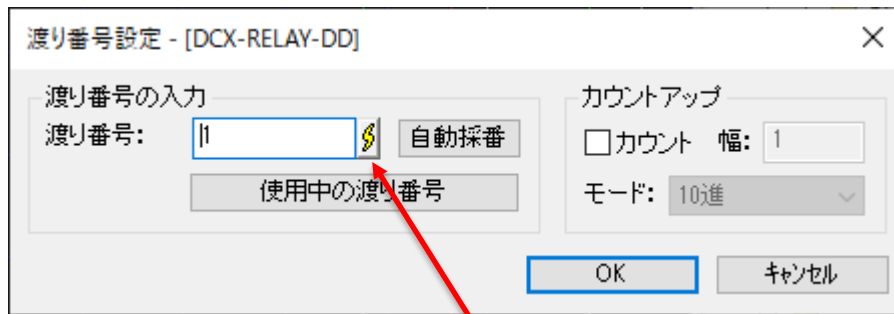 渡り番号設定 - [DCX-RELAY-DD]
渡り番号の入力
渡り番号: 1 自動採番
使用中の渡り番号
カウントアップ
カウント 幅: 1
モード: 10進
OK キャンセル